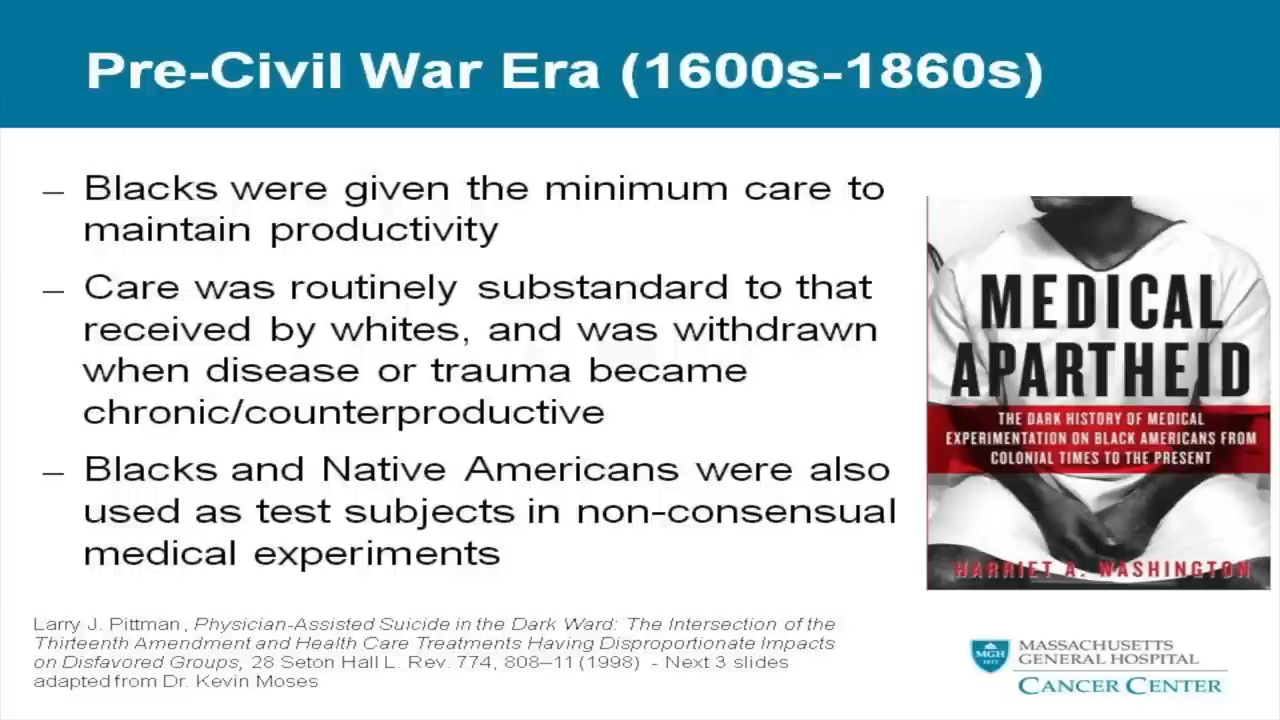 Pre-Civil War Era (1600s-1860s)
– Blacks were given the minimum care to
maintain productivity
– Care was routinely substandard to that
received by whites, and was withdrawn
when disease or trauma became
chronic/counterproductive
– Blacks and Native Americans were also
used as test subjects in non-consensual
medical experiments
MEDICAL
APARTHEID
THE DARK HISTORY OF MEDICAL
EXPERIMENTATION ON BLACK AMERICANS FROM
COLONIAL TIMES TO THE PRESENT
HARRIET A. WASHINGTON
Larry J. Pittman, Physician-Assisted Suicide in the Dark Ward: The Intersection of the
Thirteenth Amendment and Health Care Treatments Having Disproportionate Impacts
on Disfavored Groups, 28 Seton Hall L. Rev. 774, 808–11 (1998) - Next 3 slides
adapted from Dr. Kevin Moses
MGH
1811
MASSACHUSETTS
GENERAL HOSPITAL
CANCER CENTER